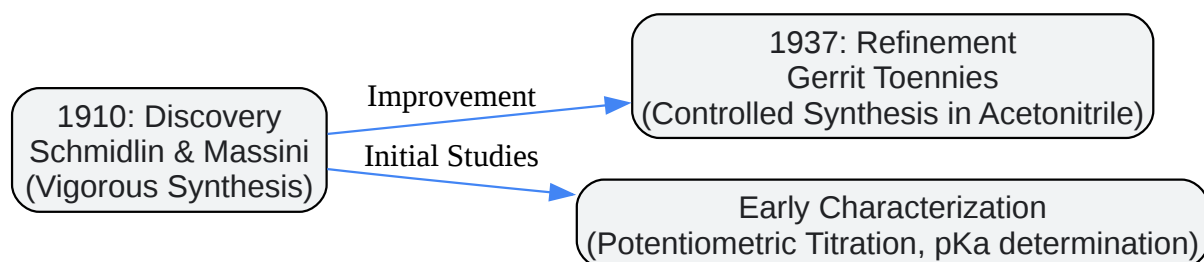 1910: Discovery
Schmidlin & Massini
(Vigorous Synthesis)
Improvement
Initial Studies
1937: Refinement
Gerrit Toennies
(Controlled Synthesis in Acetonitrile)
Early Characterization
(Potentiometric Titration, pKa determination)